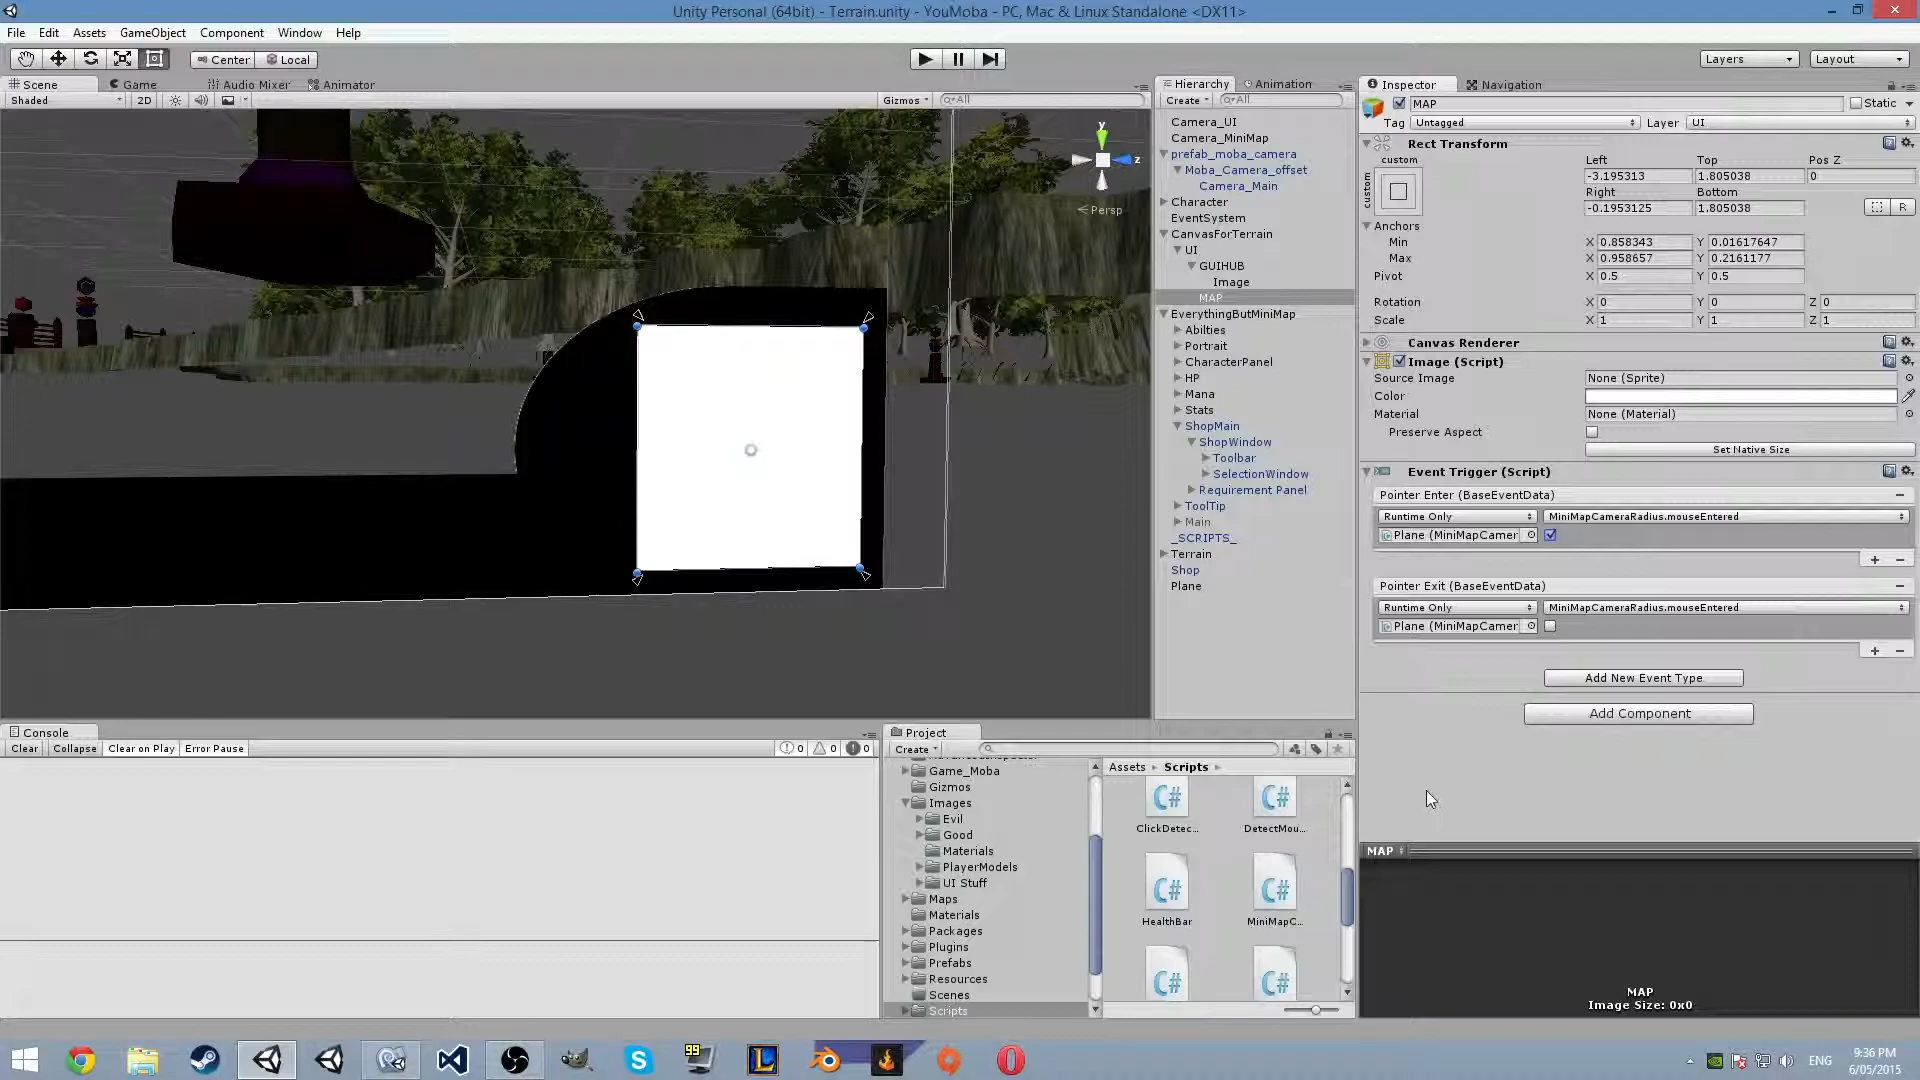 Unity Personal (64bit) - Terrain.unity - YouMoba - PC, Mac & Linux Standalone <DX11>
File Edit Assets GameObject Component Window Help
Center Local
Layers Layout
Scene Game Audio Mixer Animator
Shaded 2D Gizmos All
y
z
Persp
Hierarchy Animation
Create All
Camera_UI
Camera_MiniMap
prefab_moba_camera
Moba_Camera_offset
Camera_Main
Character
EventSystem
CanvasForTerrain
UI
GUIHUB
Image
MAP
EverythingButMiniMap
Abilties
Portrait
CharacterPanel
HP
Mana
Stats
ShopMain
ShopWindow
Toolbar
SelectionWindow
Requirement Panel
ToolTip
Main
_SCRIPTS_
Terrain
Shop
Plane
Inspector Navigation
MAP Static
Tag Untagged Layer UI
Rect Transform
custom Left Top Pos Z
custom
-3.195313 1.805038 0
Right Bottom
-0.1953125 1.805038 R
Anchors
Min X 0.858343 Y 0.01617647
Max X 0.958657 Y 0.2161177
Pivot X 0.5 Y 0.5
Rotation X 0 Y 0 Z 0
Scale X 1 Y 1 Z 1
Canvas Renderer
Image (Script)
Source Image None (Sprite)
Color
Material None (Material)
Preserve Aspect
Set Native Size
Event Trigger (Script)
Pointer Enter (BaseEventData)
Runtime Only MiniMapCameraRadius.mouseEntered
Plane (MiniMapCamer
Pointer Exit (BaseEventData)
Runtime Only MiniMapCameraRadius.mouseEntered
Plane (MiniMapCamer
Add New Event Type
Add Component
MAP
MAP
Image Size: 0x0
Console
Clear Collapse Clear on Play Error Pause 0 0 0
Project
Create
Game_Moba
Gizmos
Images
Evil
Good
Materials
PlayerModels
UI Stuff
Maps
Materials
Packages
Plugins
Prefabs
Resources
Scenes
Scripts
Assets Scripts
C# C#
ClickDetec... DetectMou...
C# C#
HealthBar MiniMapC...
C# C#
99
L
ENG
9:36 PM
6/05/2015